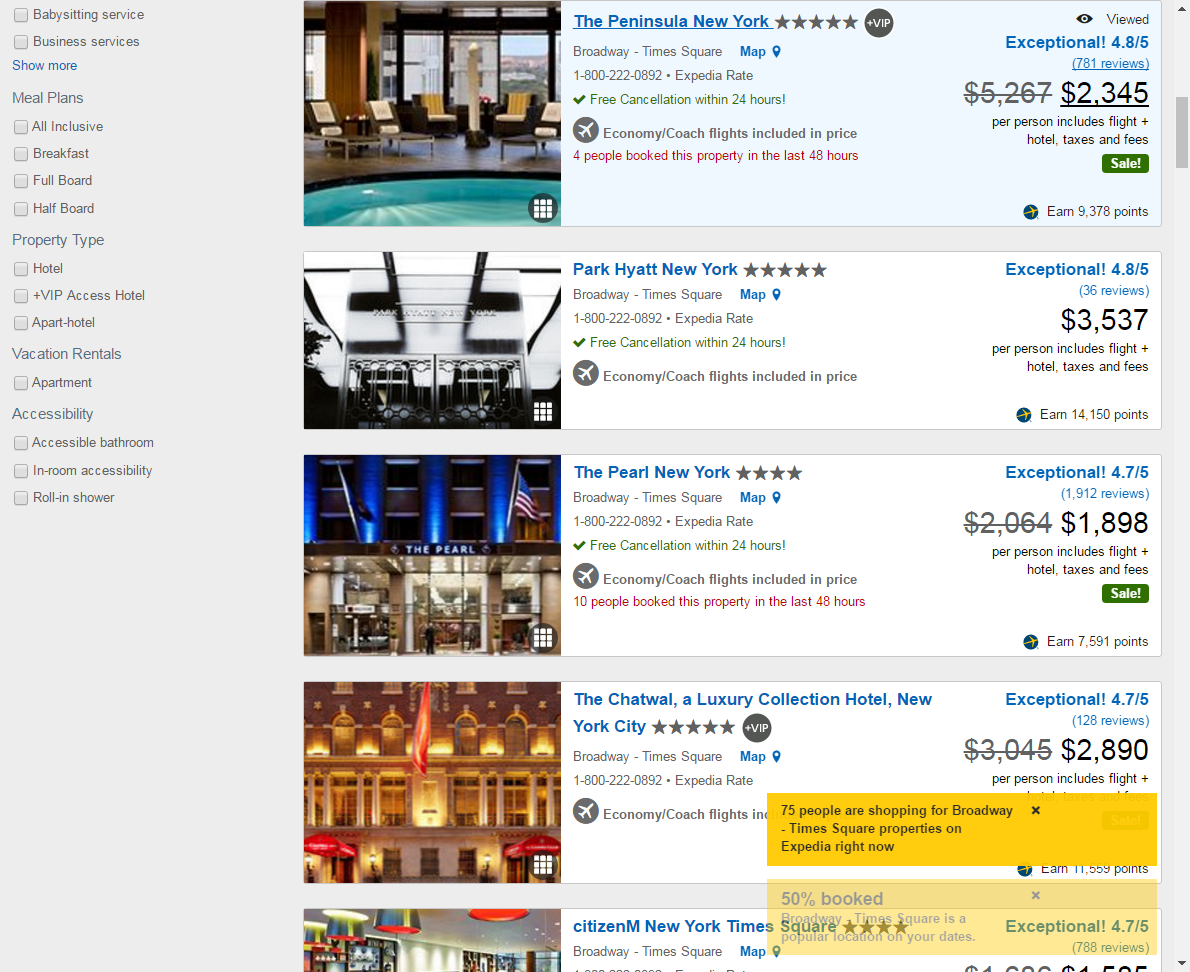 Babysitting service
Business services
Show more
Meal Plans
All Inclusive
Breakfast
Full Board
Half Board
Property Type
Hotel
+VIP Access Hotel
Apart-hotel
Vacation Rentals
Apartment
Accessibility
Accessible bathroom
In-room accessibility
Roll-in shower
The Peninsula New York +VIP
Viewed
Broadway - Times Square Map
Exceptional! 4.8/5
(781 reviews)
1-800-222-0892 • Expedia Rate
$5,267 $2,345
Free Cancellation within 24 hours!
per person includes flight +
hotel, taxes and fees
Economy/Coach flights included in price
4 people booked this property in the last 48 hours
Sale!
Earn 9,378 points
PARK HYATT NEW YORK
Park Hyatt New York
Exceptional! 4.8/5
Broadway - Times Square Map
(36 reviews)
1-800-222-0892 • Expedia Rate
$3,537
Free Cancellation within 24 hours!
per person includes flight +
hotel, taxes and fees
Economy/Coach flights included in price
Earn 14,150 points
THE PEARL
The Pearl New York
Exceptional! 4.7/5
Broadway - Times Square Map
(1,912 reviews)
1-800-222-0892 • Expedia Rate
$2,064 $1,898
Free Cancellation within 24 hours!
per person includes flight +
hotel, taxes and fees
Economy/Coach flights included in price
10 people booked this property in the last 48 hours
Sale!
Earn 7,591 points
The Chatwal, a Luxury Collection Hotel, New
York City +VIP
Exceptional! 4.7/5
(128 reviews)
Broadway - Times Square Map
$3,045 $2,890
1-800-222-0892 • Expedia Rate
per person includes flight +
hotel, taxes and fees
Economy/Coach flights inc
Sale!
75 people are shopping for Broadway
- Times Square properties on
Expedia right now
Earn 11,559 points
50% booked
Broadway - Times Square is a
popular location on your dates.
citizenM New York Times Square
Exceptional! 4.7/5
Broadway - Times Square Map
(788 reviews)